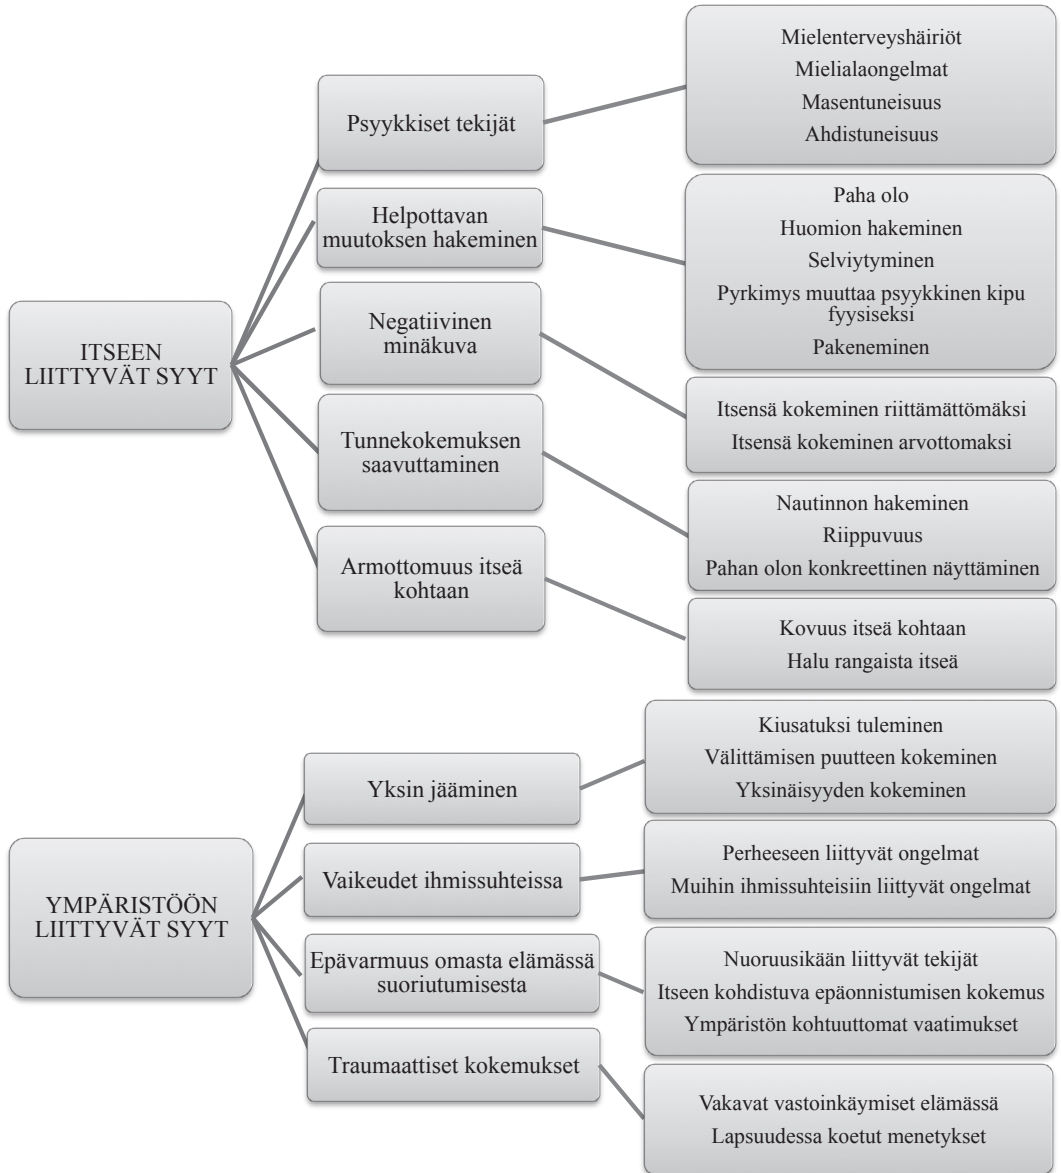 ITSEEN
LIITTYVÄT SYYT
Psyykkiset tekijät
Mielenterveyshäiriöt
Mielialaongelmat
Masentuneisuus
Ahdistuneisuus
Helpottavan
muutoksen hakeminen
Paha olo
Huomion hakeminen
Selviytyminen
Pyrkimys muuttaa psyykkinen kipu
fyysiseksi
Pakeneminen
Negatiivinen
minäkuva
Itsensä kokeminen riittämättömäksi
Itsensä kokeminen arvottomaksi
Tunnekokemuksen
saavuttaminen
Nautinnon hakeminen
Riippuvuus
Pahan olon konkreettinen näyttäminen
Armottomuus itseä
kohtaan
Kovuus itseä kohtaan
Halu rangaista itseä
YMPÄRISTÖÖN
LIITTYVÄT SYYT
Yksin jääminen
Kiusatuksi tuleminen
Välittämisen puutteen kokeminen
Yksinäisyyden kokeminen
Vaikeudet ihmissuhteissa
Perheeseen liittyvät ongelmat
Muihin ihmissuhteisiin liittyvät ongelmat
Epävarmuus omasta elämässä
suoriutumisesta
Nuoruusikään liittyvät tekijät
Itseen kohdistuva epäonnistumisen kokemus
Ympäristön kohtuuttomat vaatimukset
Traumaattiset kokemukset
Vakavat vastoinkäymiset elämässä
Lapsuudessa koetut menetykset